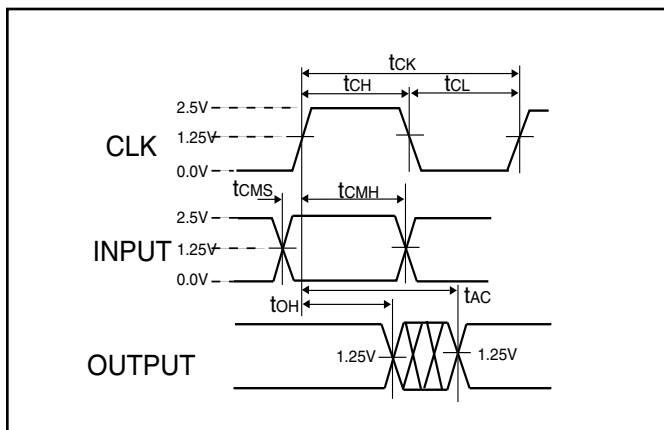 tCK
tCH tCL
2.5V
CLK 1.25V
0.0V
tCMS tCMH
2.5V
INPUT 1.25V
0.0V
tOH tAC
OUTPUT 1.25V 1.25V